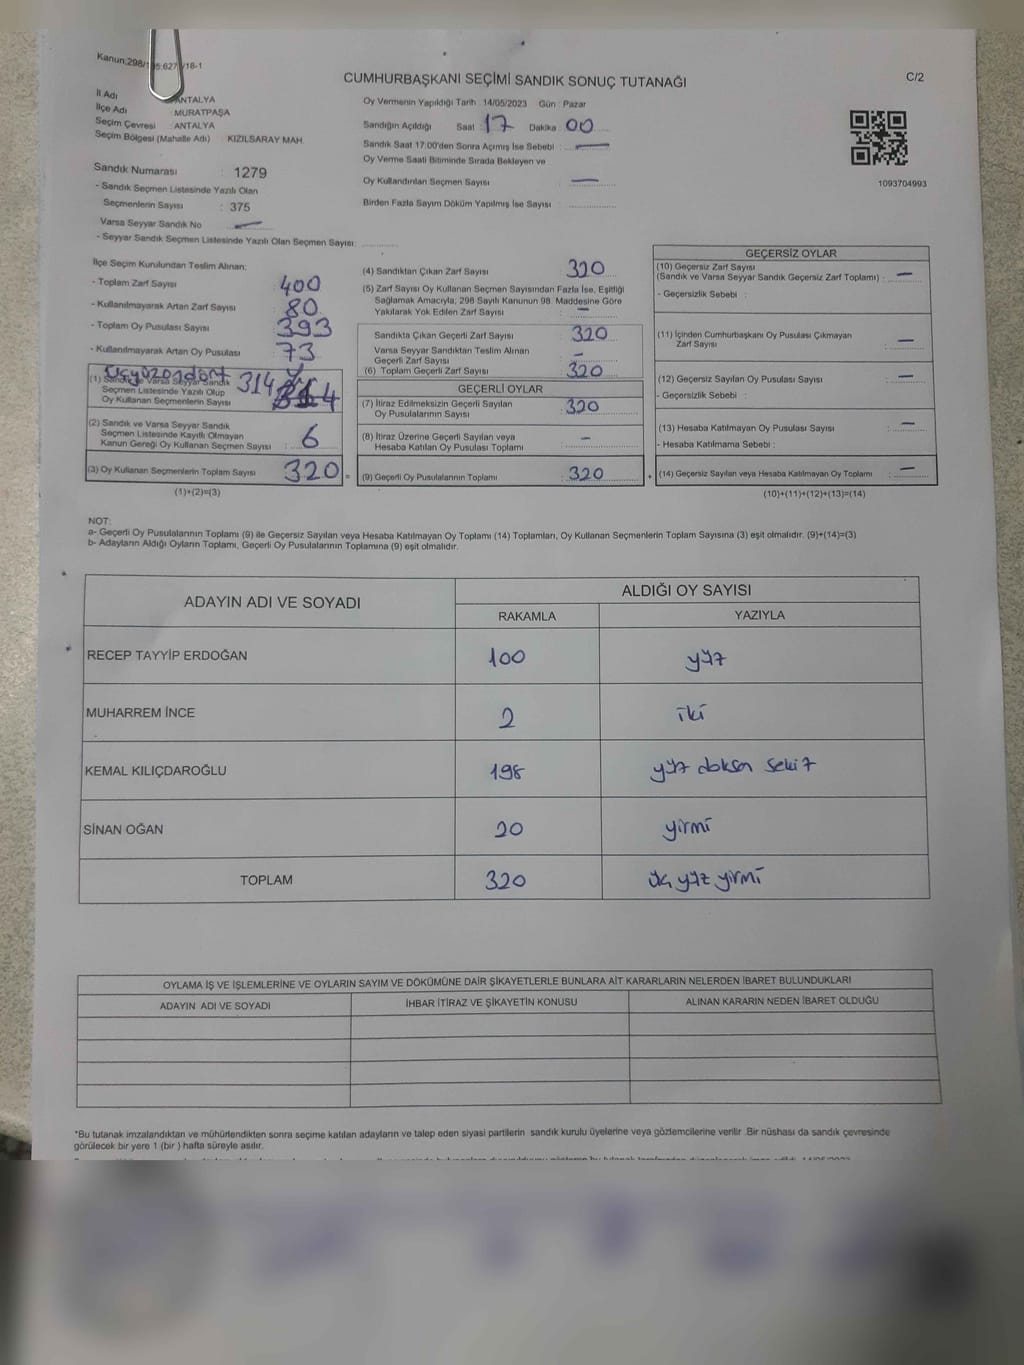 Kanun:298/
/18-1
CUMHURBAŞKANI SEÇİMİ SANDIK SONUÇ TUTANAĞI
C/2
İl Adı ANTALYA
İlçe Adı MURATPAŞA
Seçim Çevresi : ANTALYA
Seçim Bölgesi (Mahalle Adı) : KIZILSARAY MAH.
Sandık Numarası : 1279
- Sandık Seçmen Listesinde Yazılı Olan
Seçmenlerin Sayısı : 375
Varsa Seyyar Sandık No —
- Seyyar Sandık Seçmen Listesinde Yazılı Olan Seçmen Sayısı:
Oy Vermenin Yapıldığı Tarih : 14/05/2023 Gün : Pazar
Sandığın Açıldığı Saat : 17 Dakika : 00
Sandık Saat 17:00'den Sonra Açımış İse Sebebi : —
Oy Verme Saati Bitiminde Sırada Bekleyen ve
Oy Kullandırılan Seçmen Sayısı : —
Birden Fazla Sayım Döküm Yapılmış İse Sayısı :
1093704993
İlçe Seçim Kurulundan Teslim Alınan;
- Toplam Zarf Sayısı : 400
- Kullanılmayarak Artan Zarf Sayısı : 80
- Toplam Oy Pusulası Sayısı : 393
- Kullanılmayarak Artan Oy Pusulası : 73
üçyüzondört
(1) Sandık ve Varsa Seyyar Sandık
Seçmen Listesinde Yazılı Olup
Oy Kullanan Seçmenlerin Sayısı
314
(2) Sandık ve Varsa Seyyar Sandık
Seçmen Listesinde Kayıtlı Olmayan
Kanun Gereği Oy Kullanan Seçmen Sayısı : 6
(3) Oy Kullanan Seçmenlerin Toplam Sayısı : 320 =
(1)+(2)=(3)
(4) Sandıktan Çıkan Zarf Sayısı : 320
(5) Zarf Sayısı Oy Kullanan Seçmen Sayısından Fazla İse, Eşitliği
Sağlamak Amacıyla; 298 Sayılı Kanunun 98. Maddesine Göre
Yakılarak Yok Edilen Zarf Sayısı : —
Sandıkta Çıkan Geçerli Zarf Sayısı : 320
Varsa Seyyar Sandıktan Teslim Alınan
Geçerli Zarf Sayısı : —
(6) Toplam Geçerli Zarf Sayısı : 320
GEÇERLİ OYLAR
(7) İtiraz Edilmeksizin Geçerli Sayılan
Oy Pusulalarının Sayısı : 320
(8) İtiraz Üzerine Geçerli Sayılan veya
Hesaba Katılan Oy Pusulası Toplamı : —
(9) Geçerli Oy Pusulalarının Toplamı : 320 +
GEÇERSİZ OYLAR
(10) Geçersiz Zarf Sayısı
(Sandık ve Varsa Seyyar Sandık Geçersiz Zarf Toplamı) : —
- Geçersizlik Sebebi :
(11) İçinden Cumhurbaşkanı Oy Pusulası Çıkmayan
Zarf Sayısı : —
(12) Geçersiz Sayılan Oy Pusulası Sayısı : —
- Geçersizlik Sebebi :
(13) Hesaba Katılmayan Oy Pusulası Sayısı : —
- Hesaba Katılmama Sebebi :
(14) Geçersiz Sayılan veya Hesaba Katılmayan Oy Toplamı : —
(10)+(11)+(12)+(13)=(14)
NOT:
a- Geçerli Oy Pusulalarının Toplamı (9) ile Geçersiz Sayılan veya Hesaba Katılmayan Oy Toplamı (14) Toplamları, Oy Kullanan Seçmenlerin Toplam Sayısına (3) eşit olmalıdır. (9)+(14)=(3)
b- Adayların Aldığı Oyların Toplamı, Geçerli Oy Pusulalarının Toplamına (9) eşit olmalıdır.
ADAYIN ADI VE SOYADI
ALDIĞI OY SAYISI
RAKAMLA YAZIYLA
RECEP TAYYİP ERDOĞAN 100 yüz
MUHARREM İNCE 2 iki
KEMAL KILIÇDAROĞLU 198 yüz doksan sekiz
SİNAN OĞAN 20 yirmi
TOPLAM 320 üç yüz yirmi
OYLAMA İŞ VE İŞLEMLERİNE VE OYLARIN SAYIM VE DÖKÜMÜNE DAİR ŞİKAYETLERLE BUNLARA AİT KARARLARIN NELERDEN İBARET BULUNDUKLARI
ADAYIN ADI VE SOYADI İHBAR İTİRAZ VE ŞİKAYETİN KONUSU ALINAN KARARIN NEDEN İBARET OLDUĞU
*Bu tutanak imzalandıktan ve mühürlendikten sonra seçime katılan adayların ve talep eden siyasi partilerin sandık kurulu üyelerine veya gözlemcilerine verilir. Bir nüshası da sandık çevresinde
görülecek bir yere 1 (bir ) hafta süreyle asılır.